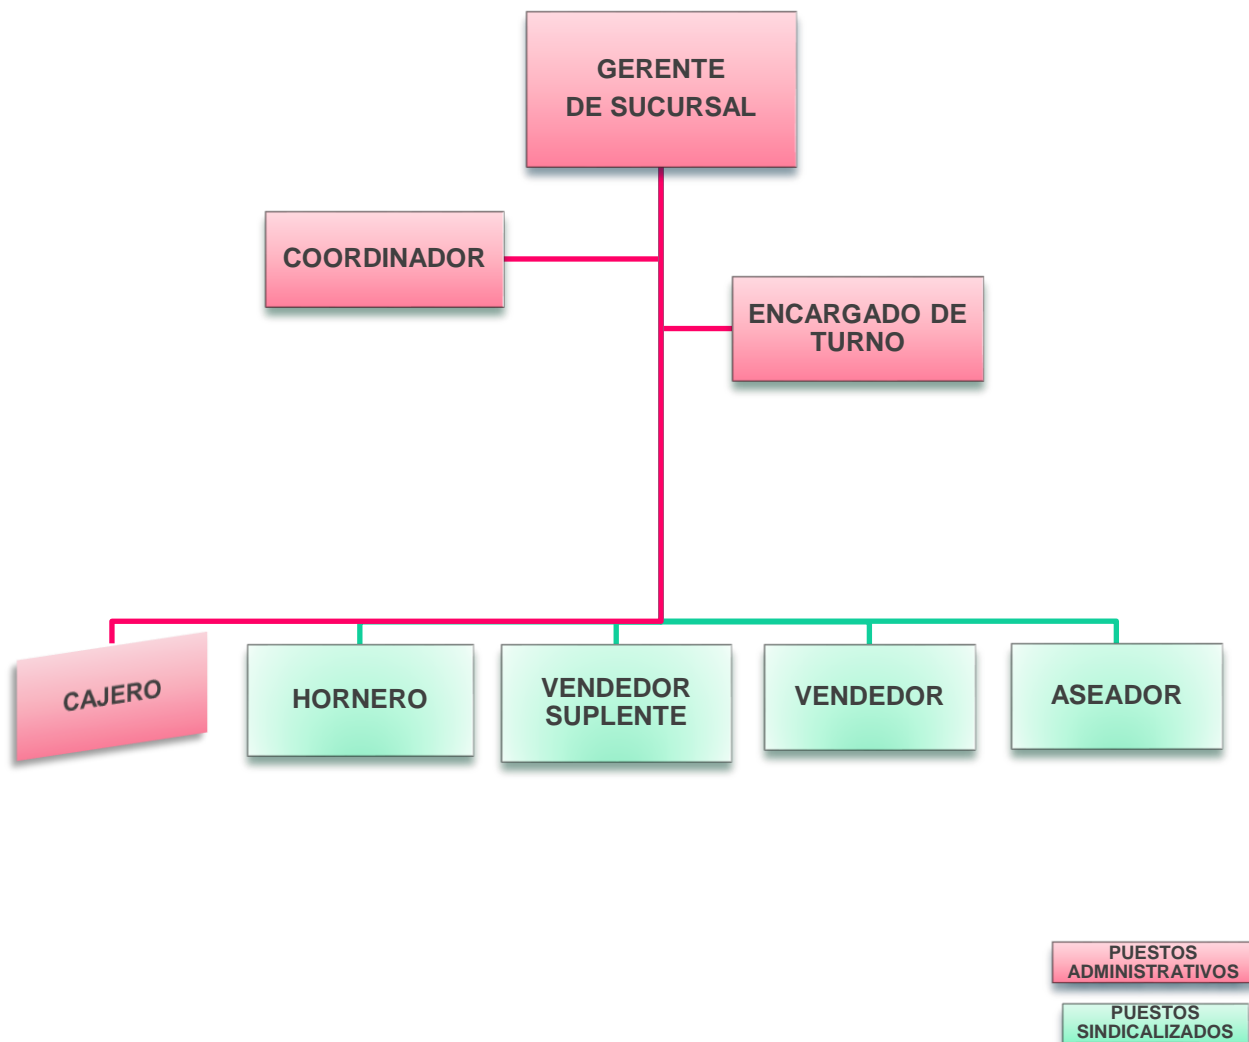 GERENTE
DE SUCURSAL
COORDINADOR
ENCARGADO DE
TURNO
CAJERO
HORNERO
VENDEDOR
SUPLENTE
VENDEDOR
ASEADOR
PUESTOS
ADMINISTRATIVOS
PUESTOS
SINDICALIZADOS